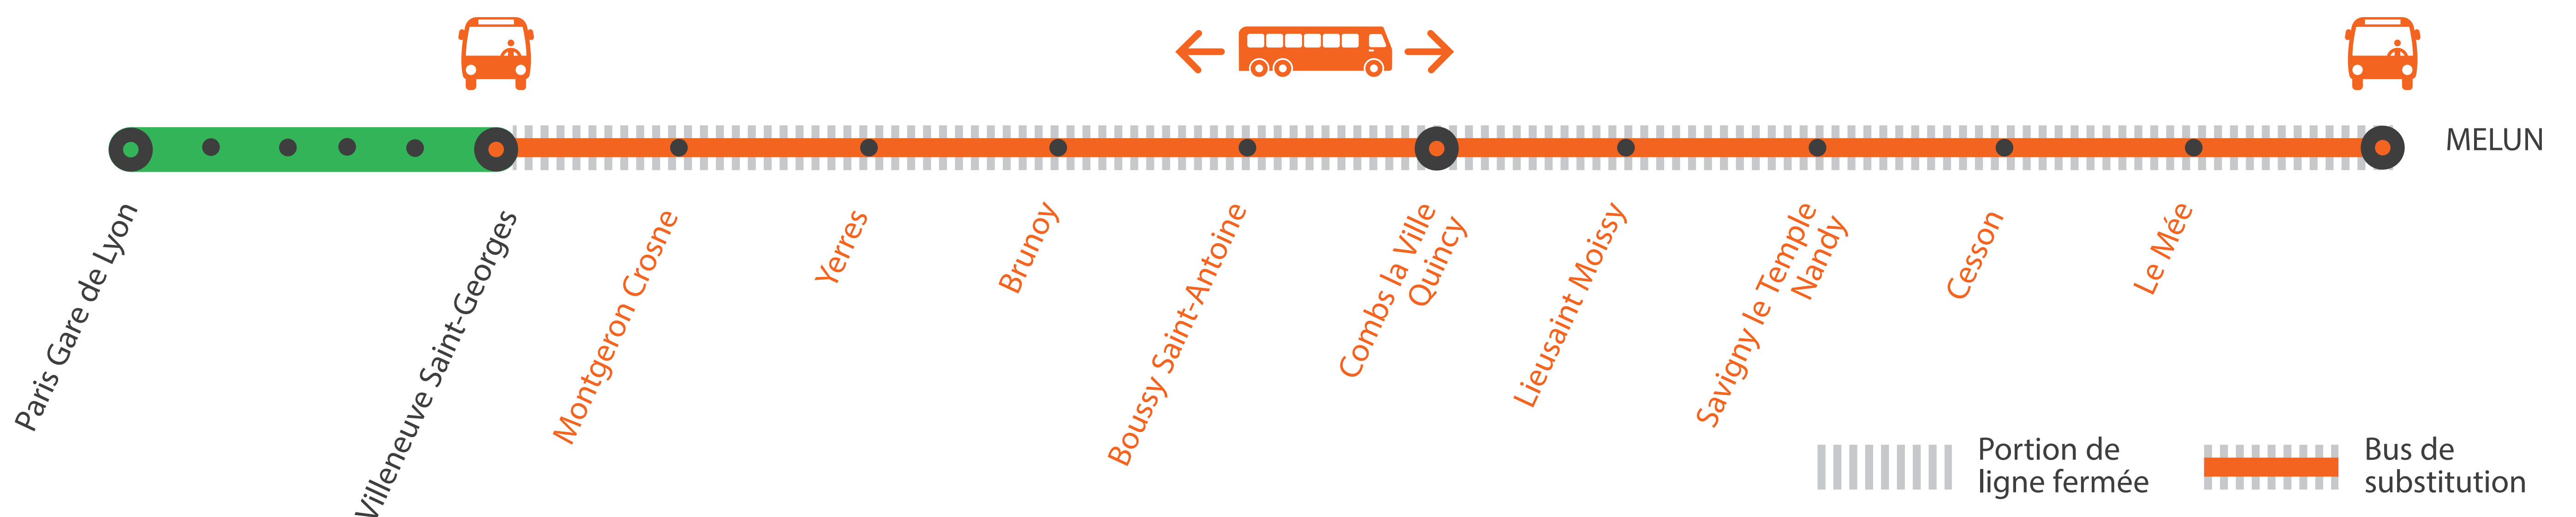 Paris Gare de Lyon
Villeneuve Saint-Georges
Montgeron Crosne
Yerres
Brunoy
Boussy Saint-Antoine
Combs la Ville
Quincy
Lieusaint Moissy
Savigny le Temple
Nandy
Cesson
Le Mée
MELUN
Portion de
ligne fermée
Bus de
substitution